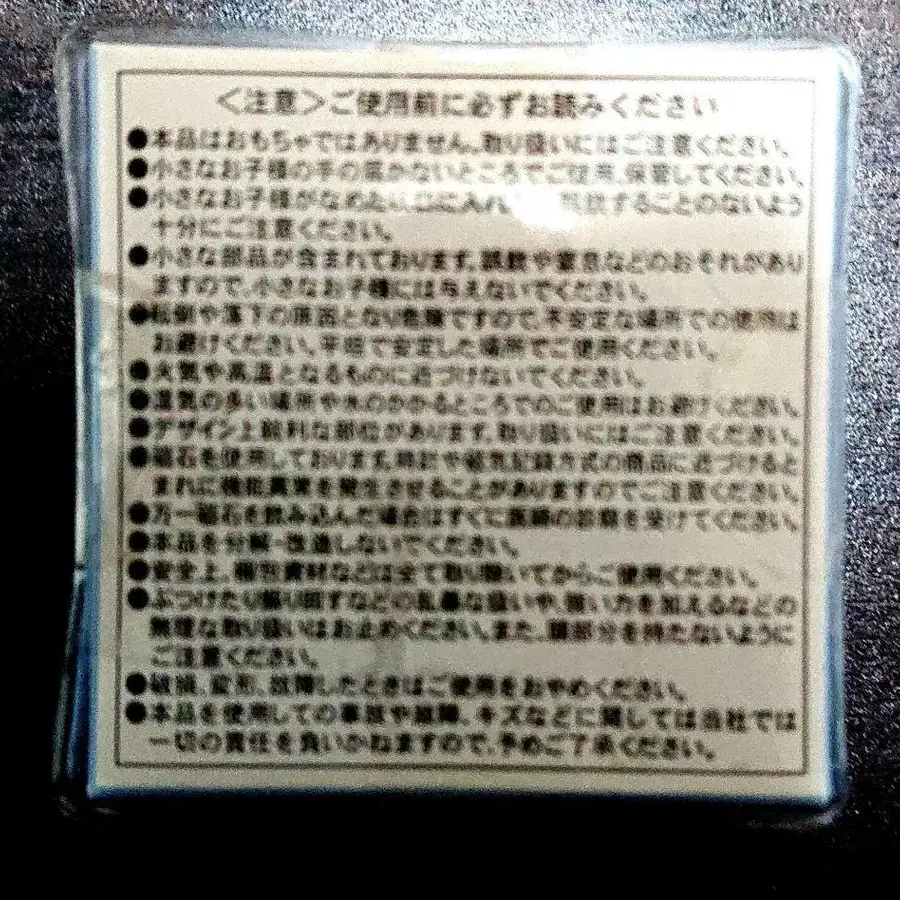 ＜注意＞ご使用前に必ずお読みください
●本品はおもちゃではありません。取り扱いにはご注意ください。
●小さなお子様の手の届かないところでご使用、保管してください。
●小さなお子様がなめたり口に入れ することのないよう
十分にご注意ください。
●小さな部品が含まれております。誤飲や窒息などのおそれがあり
ますので、小さなお子様には与えないでください。
●転倒や落下の原因となり危険ですので、不安定な場所での使用は
お避けください。平坦で安定した場所でご使用ください。
●火気や高温となるものに近づけないでください。
●湿気の多い場所や水のかかるところでのご使用はお避けください。
●デザイン上鋭利な部位があります。取り扱いにはご注意ください。
●磁石を使用しております。時計や磁気記録方式の商品に近づけると
まれに機能異常を発生させることがありますのでご注意ください。
●万一磁石を飲み込んだ場合はすぐに医師の診察を受けてください。
●本品を分解・改造しないでください。
●安全上、梱包資材などは全て取り除いてからご使用ください。
●ぶつけたり振り回すなどの乱暴な扱いや、強い力を加えるなどの
無理な取り扱いはお止めください。また、 部分を持たないように
ご注意ください。
●破損、変形、故障したときはご使用をおやめください。
●本品を使用しての事故や故障、キズなどに関しては当社では
一切の責任を負いかねますので、予めご了承ください。